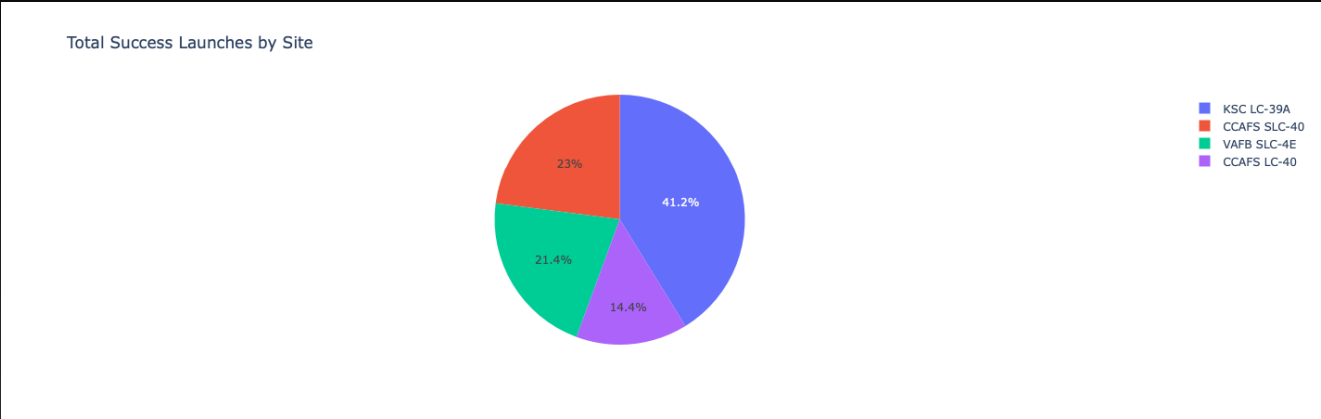 Total Success Launches by Site
KSC LC-39A
CCAFS SLC-40
VAFB SLC-4E
CCAFS LC-40
23%
41.2%
21.4%
14.4%